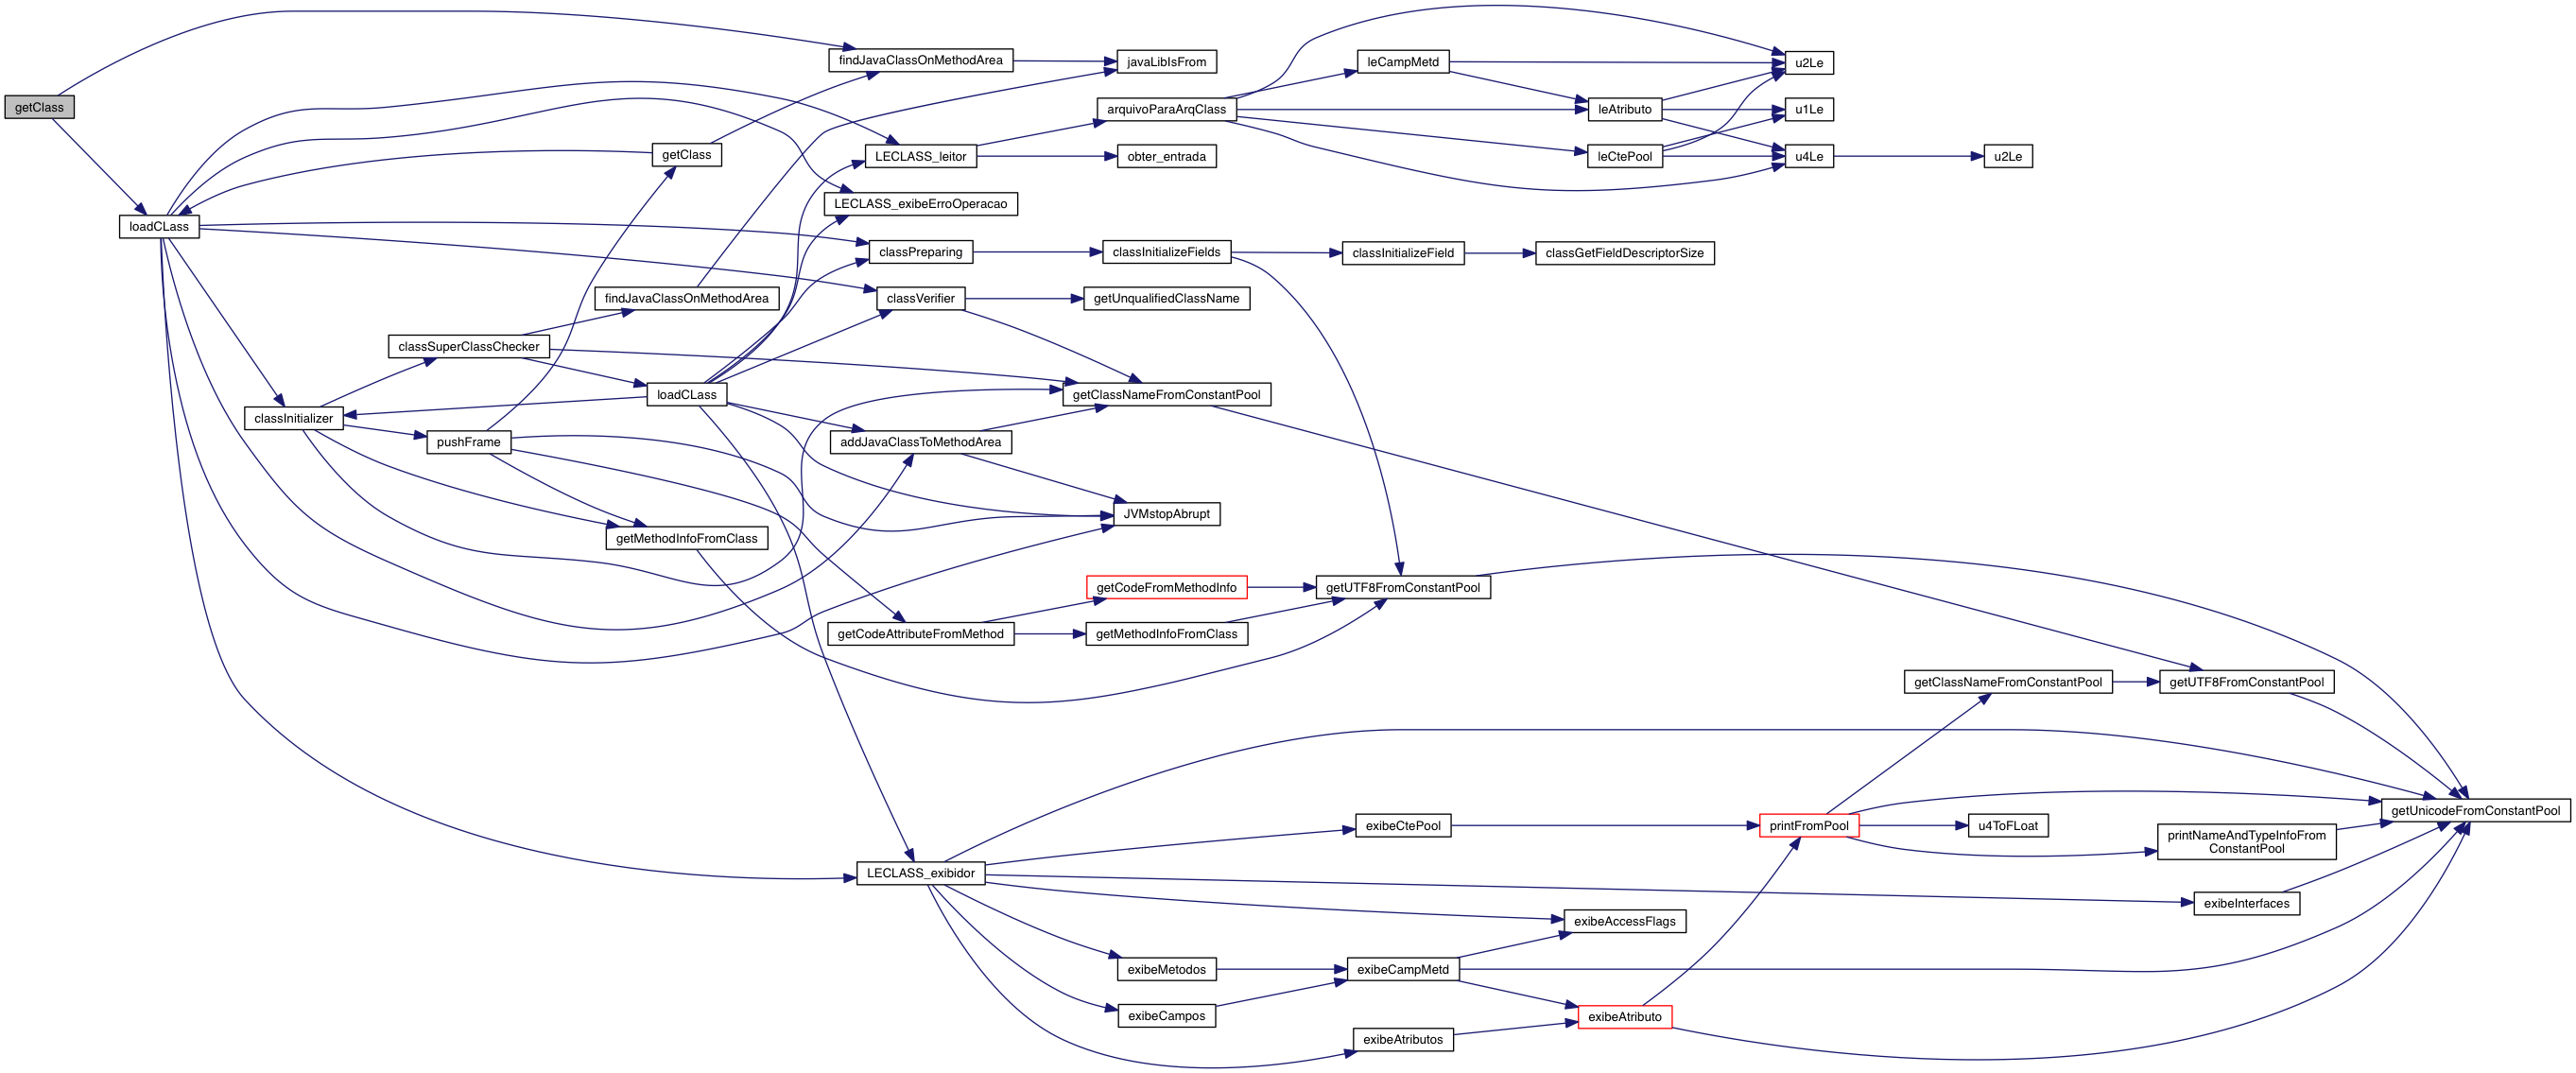 getClass
loadCLass
classInitializer
classSuperClassChecker
pushFrame
findJavaClassOnMethodArea
getClass
loadCLass
getMethodInfoFromClass
findJavaClassOnMethodArea
LECLASS_leitor
LECLASS_exibeErroOperacao
classPreparing
classVerifier
addJavaClassToMethodArea
getCodeAttributeFromMethod
LECLASS_exibidor
javaLibIsFrom
arquivoParaArqClass
obter_entrada
classInitializeFields
getUnqualifiedClassName
getClassNameFromConstantPool
JVMstopAbrupt
getCodeFromMethodInfo
getMethodInfoFromClass
exibeMetodos
exibeCampos
leCampMetd
classInitializeField
getUTF8FromConstantPool
exibeCtePool
exibeCampMetd
exibeAtributos
leAtributo
leCtePool
classGetFieldDescriptorSize
exibeAccessFlags
exibeAtributo
u2Le
u1Le
u4Le
printFromPool
u2Le
getClassNameFromConstantPool
u4ToFLoat
getUTF8FromConstantPool
printNameAndTypeInfoFrom
ConstantPool
exibeInterfaces
getUnicodeFromConstantPool